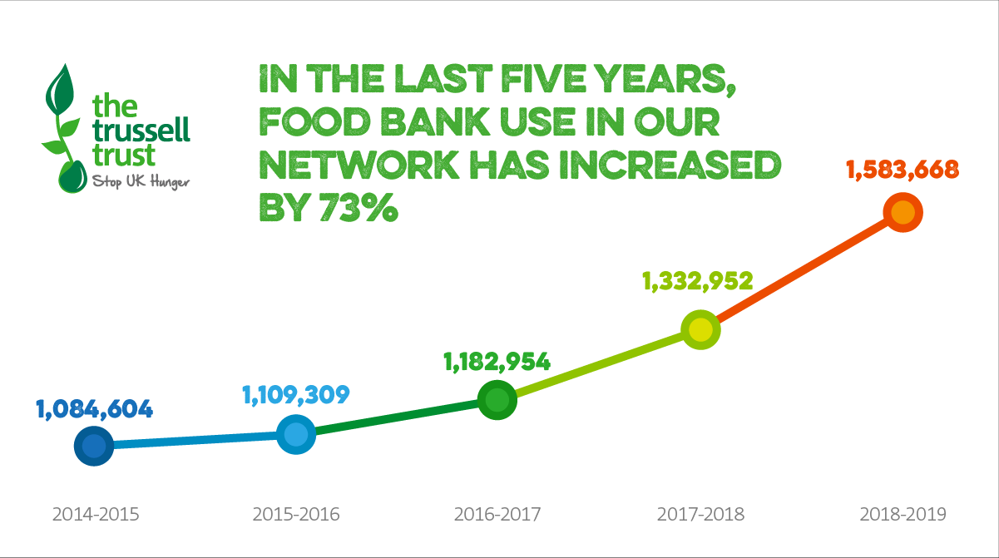 the
trussell
trust
Stop UK Hunger
IN THE LAST FIVE YEARS,
FOOD BANK USE IN OUR
NETWORK HAS INCREASED
BY 73%
1,583,668
1,332,952
1,182,954
1,109,309
1,084,604
2014-2015
2015-2016
2016-2017
2017-2018
2018-2019